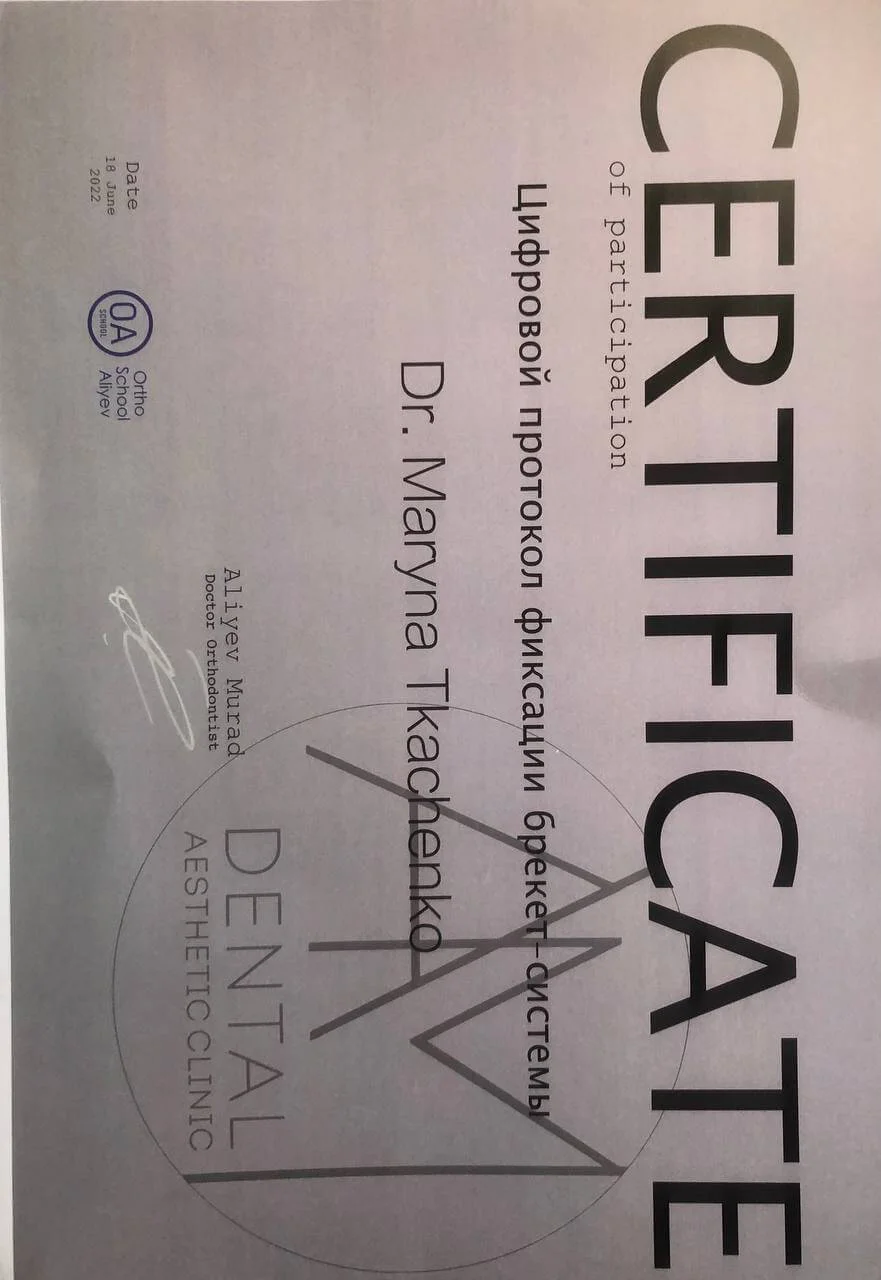 CERTIFICATE
of participation
Цифровой протокол фиксации брекет-системы
Dr. Maryna Tkachenko
Aliyev Murad
Doctor Orthodontist
DENTAL
AESTHETIC CLINIC
Date
18 June
2022
OA
SCHOOL
Ortho
School
Aliyev